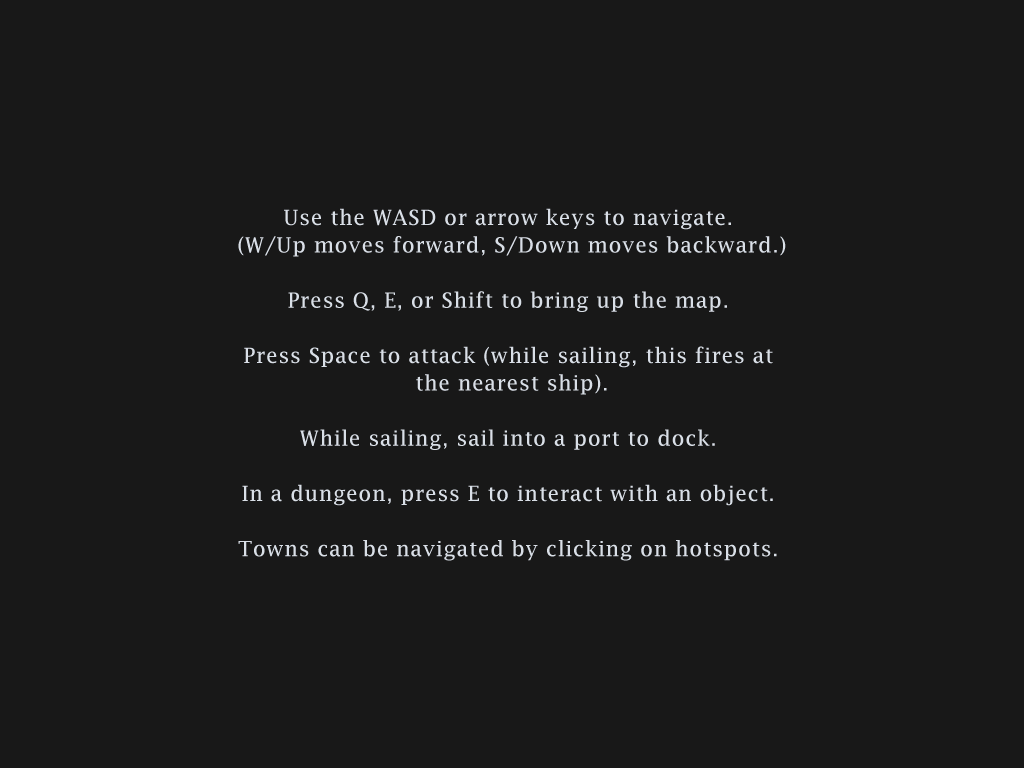 Use the WASD or arrow keys to navigate.
(W/Up moves forward, S/Down moves backward.)
Press Q, E, or Shift to bring up the map.
Press Space to attack (while sailing, this fires at
the nearest ship).
While sailing, sail into a port to dock.
In a dungeon, press E to interact with an object.
Towns can be navigated by clicking on hotspots.